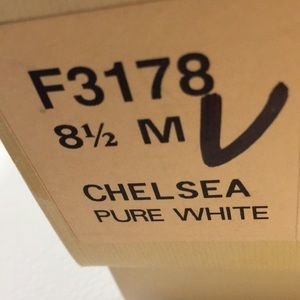 F3178
8½ M
CHELSEA
PURE WHITE